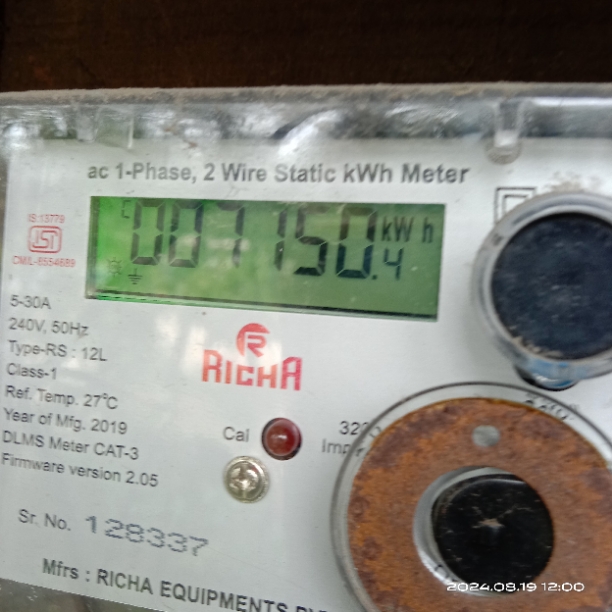 ac 1-Phase, 2 Wire Static kWh Meter
IS:13779
CM/L-8554689
C 007150.4 kWh
5-30A
240V, 50Hz
Type-RS : 12L
Class-1
Ref. Temp. 27°C
Year of Mfg. 2019
DLMS Meter CAT-3
Firmware version 2.05
RICHA
Cal
Sr. No. 128337
Mfrs : RICHA EQUIPMENTS
2024.08.19 12:00